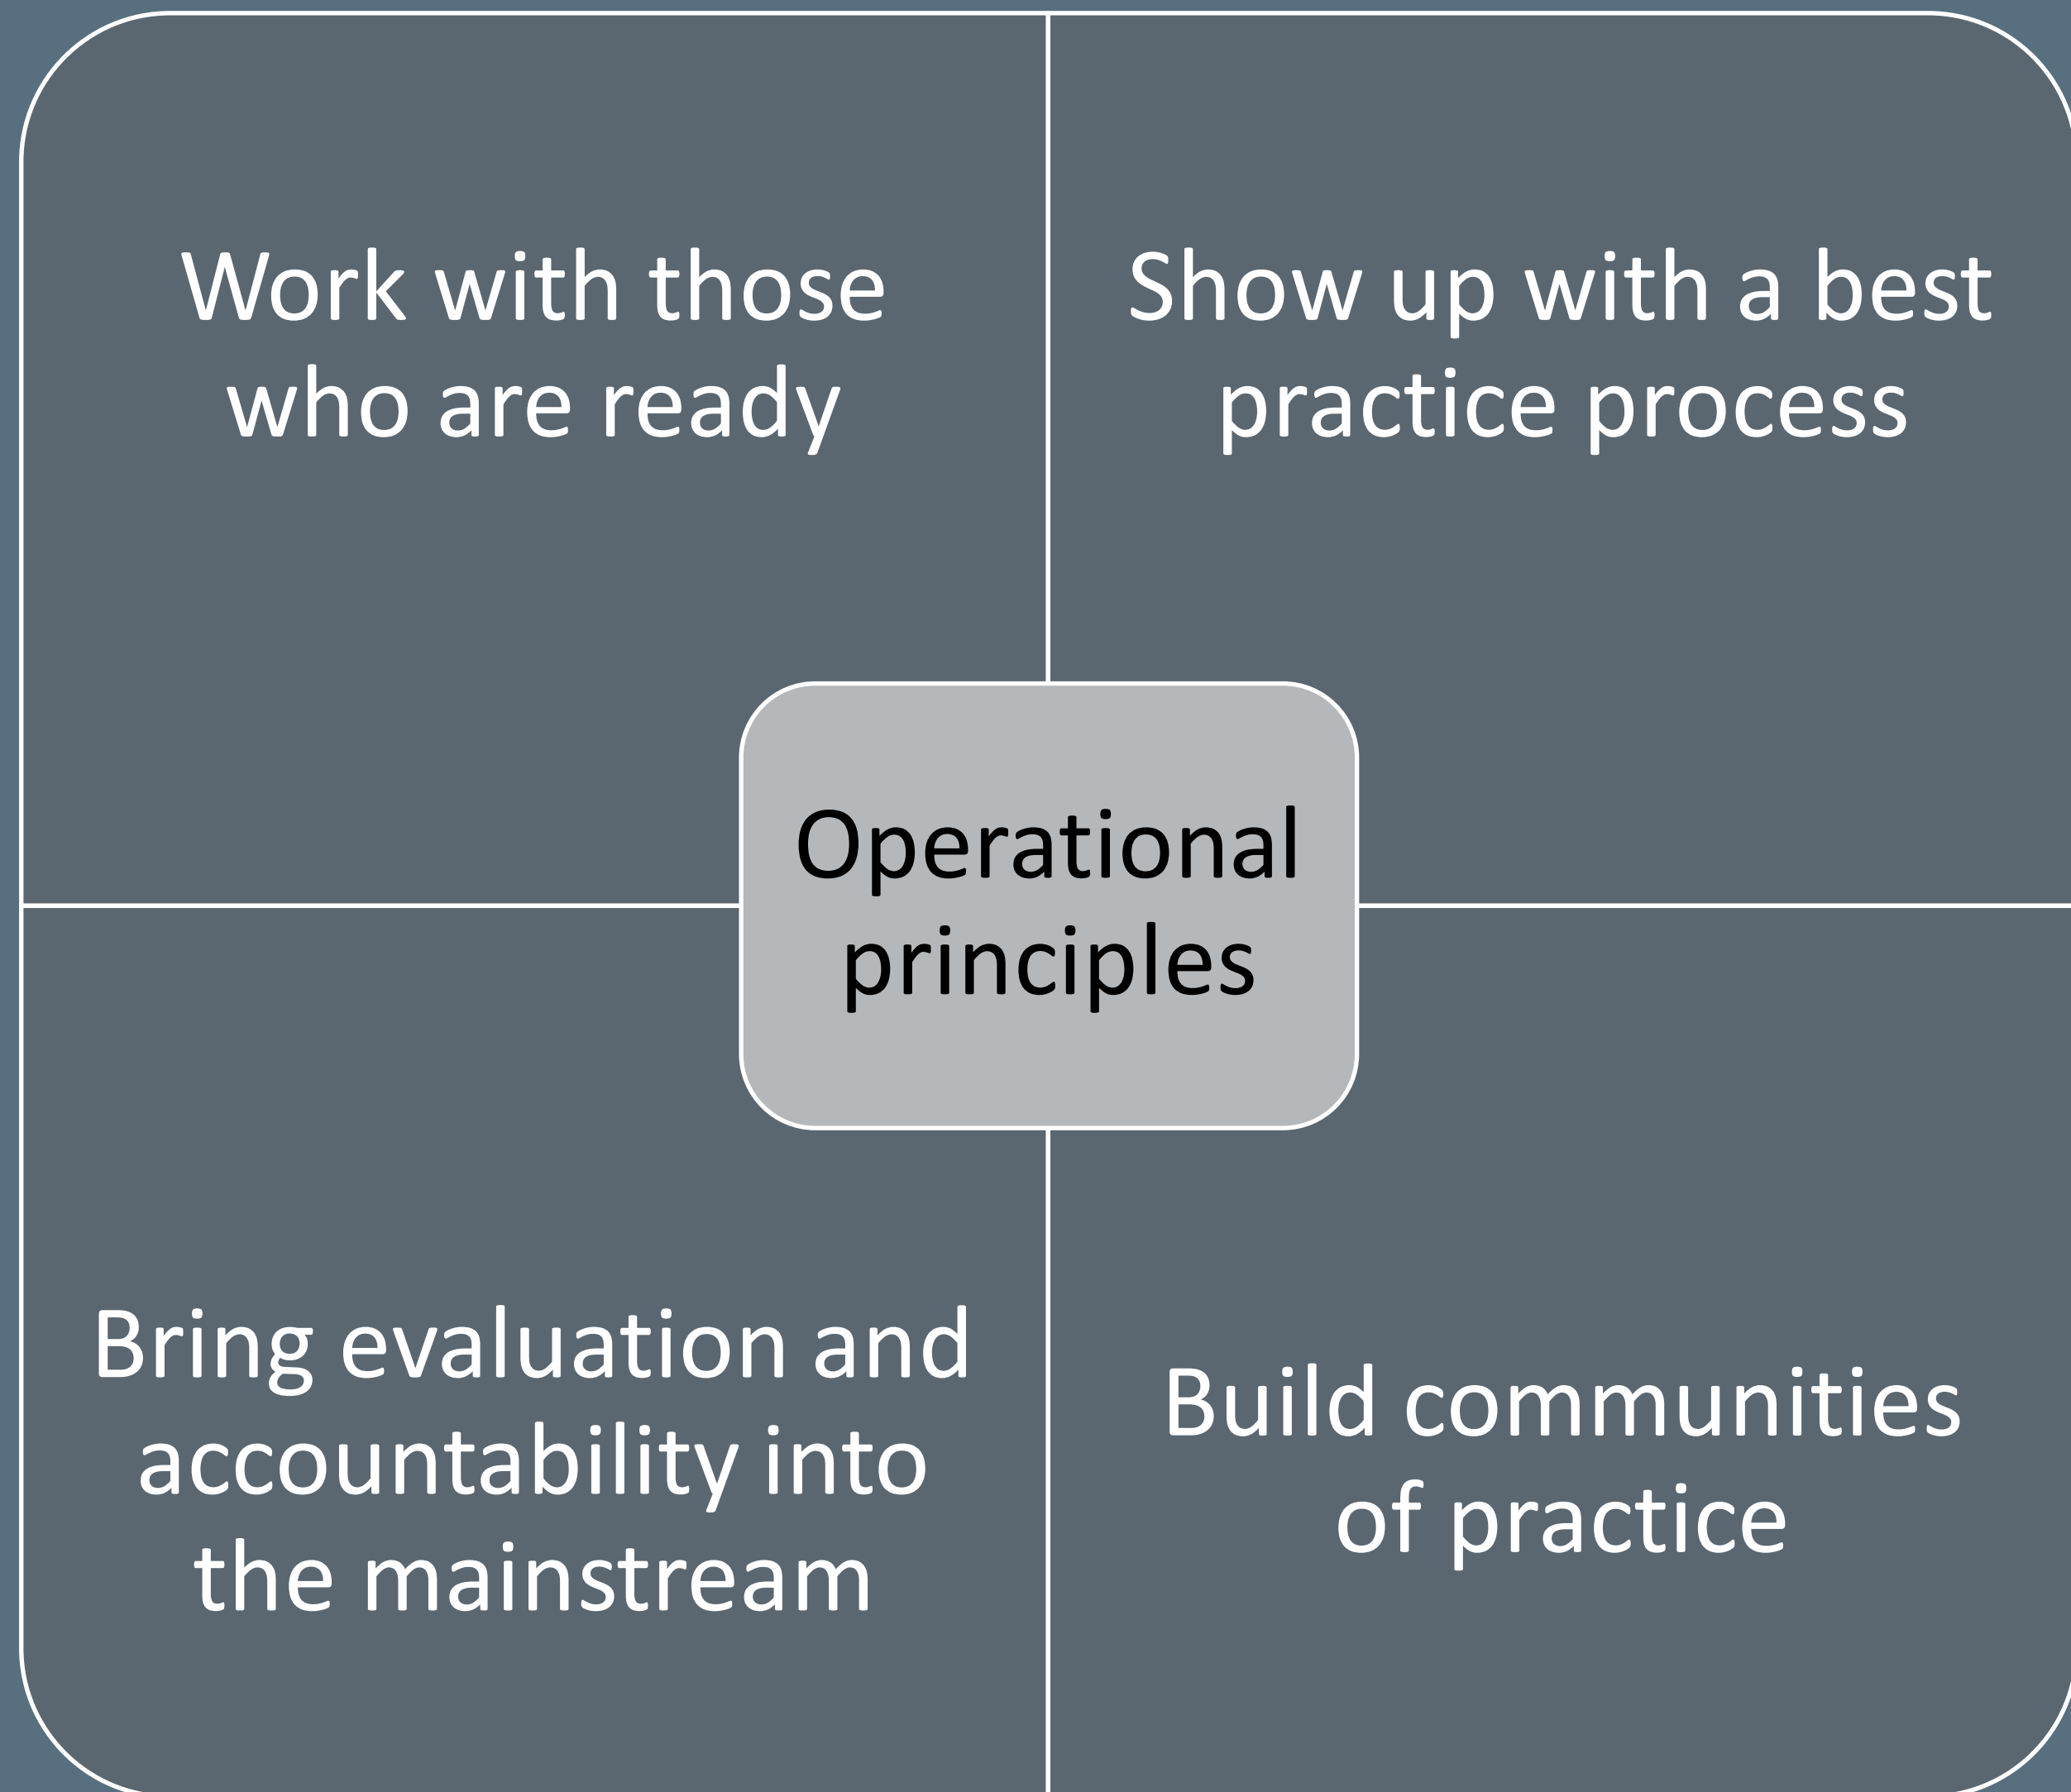 Work with those
who are ready
Show up with a best
practice process
Operational
principles
Bring evaluation and
accountability into
the mainstream
Build communities
of practice